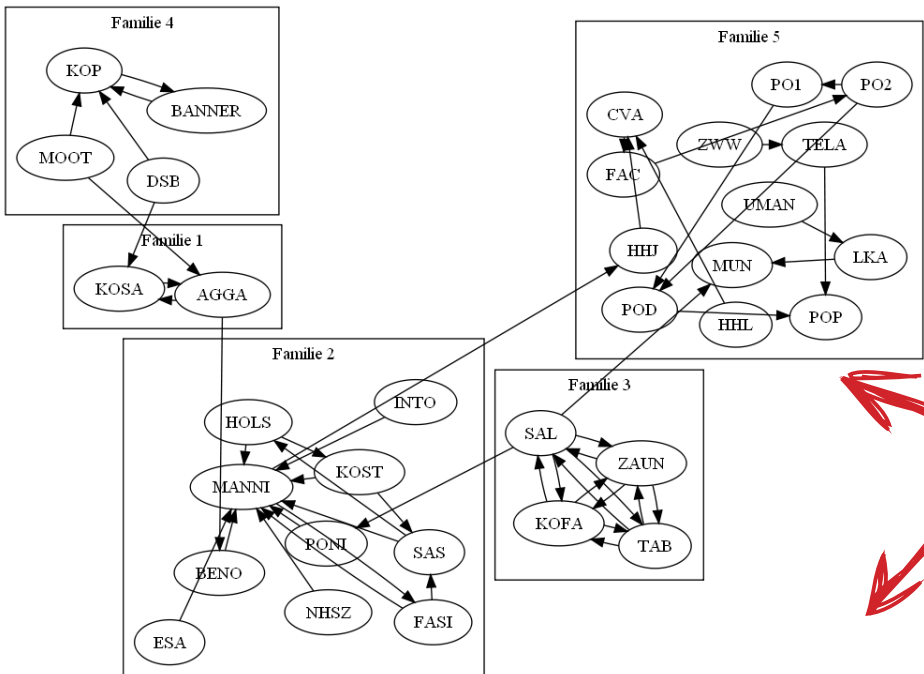 Familie 4
KOP
BANNER
MOOT
DSB
Familie 1
KOSA
AGGA
Familie 2
HOLS
INTO
MANNI
KOST
PONI
SAS
BENO
NHSZ
FASI
ESA
Familie 5
PO1
PO2
CVA
ZWW
TELA
FAC
UMAN
HHJ
MUN
LKA
POD
HHL
POP
Familie 3
SAL
ZAUN
KOFA
TAB